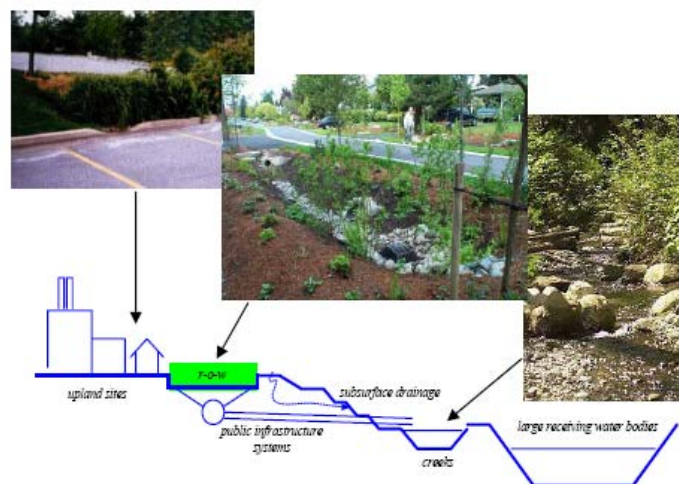 r-o-w
upland sites
subsurface drainage
public infrastructure
systems
large receiving water bodies
creeks